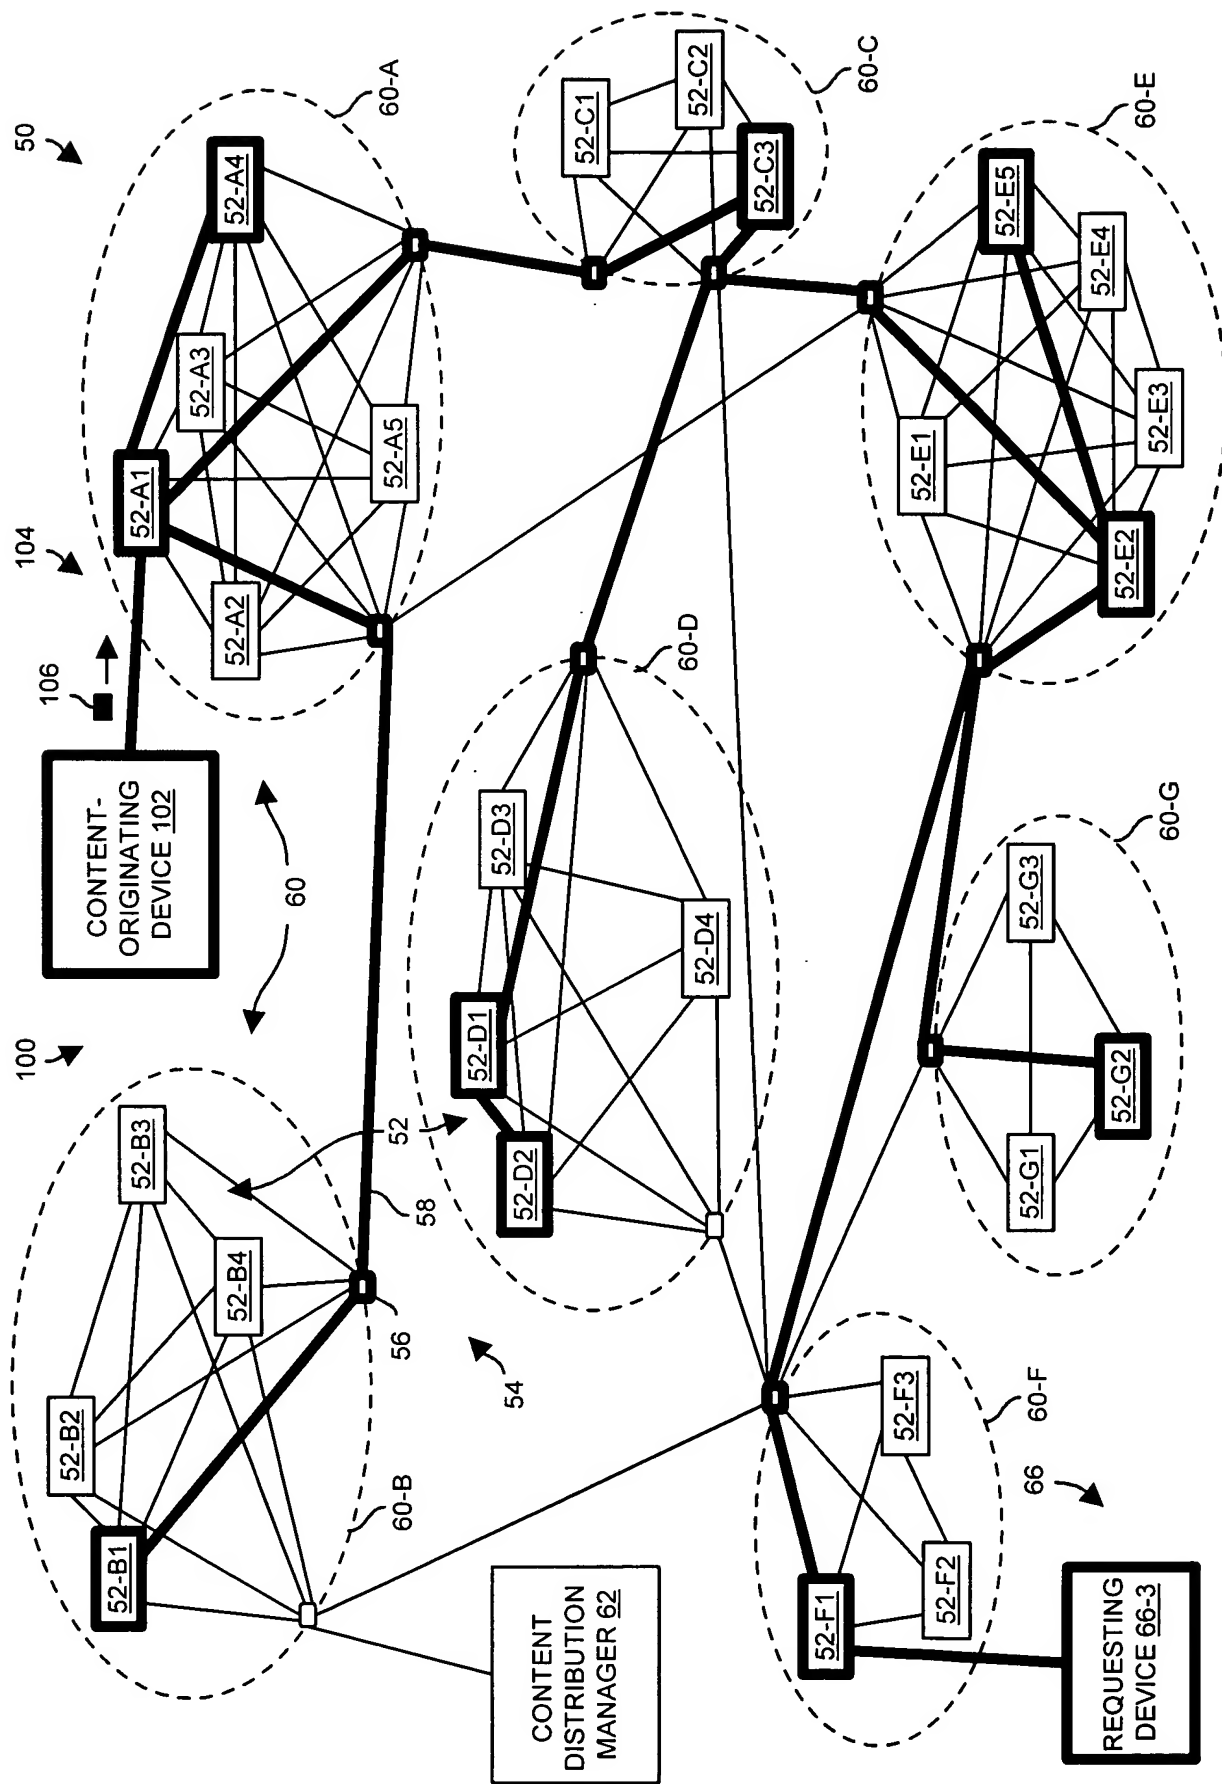 50
104
106
100
CONTENT-
ORIGINATING
DEVICE 102
60
60-A
52-A1
52-A2
52-A3
52-A4
52-A5
60-B
52-B1
52-B2
52-B3
52-B4
52
58
56
54
60-C
52-C1
52-C2
52-C3
60-D
52-D1
52-D2
52-D3
52-D4
60-E
52-E1
52-E2
52-E3
52-E4
52-E5
60-F
52-F1
52-F2
52-F3
60-G
52-G1
52-G2
52-G3
CONTENT
DISTRIBUTION
MANAGER 62
66
REQUESTING
DEVICE 66-3